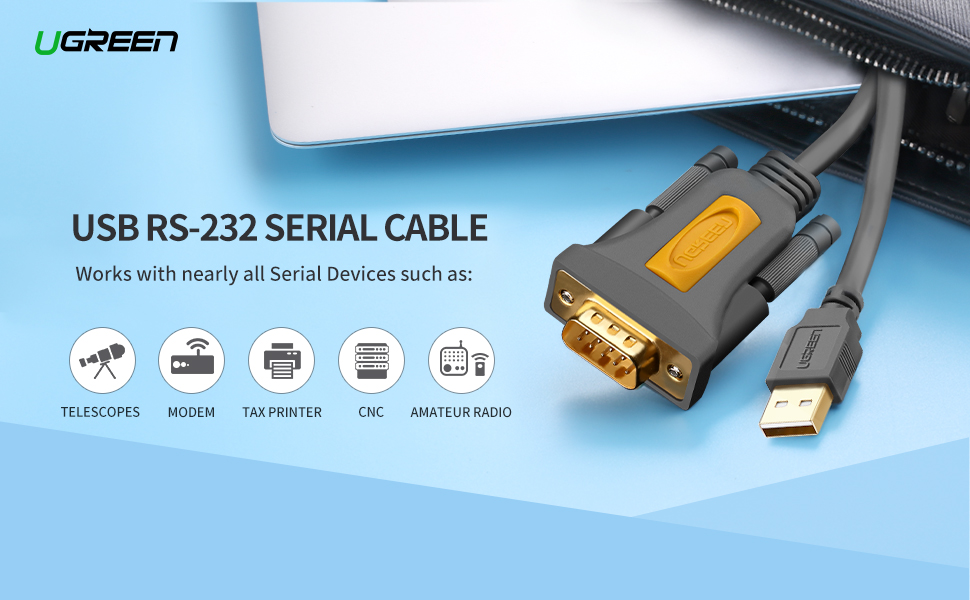 UGREEN
USB RS-232 SERIAL CABLE
Works with nearly all Serial Devices such as:
TELESCOPES
MODEM
TAX PRINTER
CNC
AMATEUR RADIO
UGREEN
UGREEN